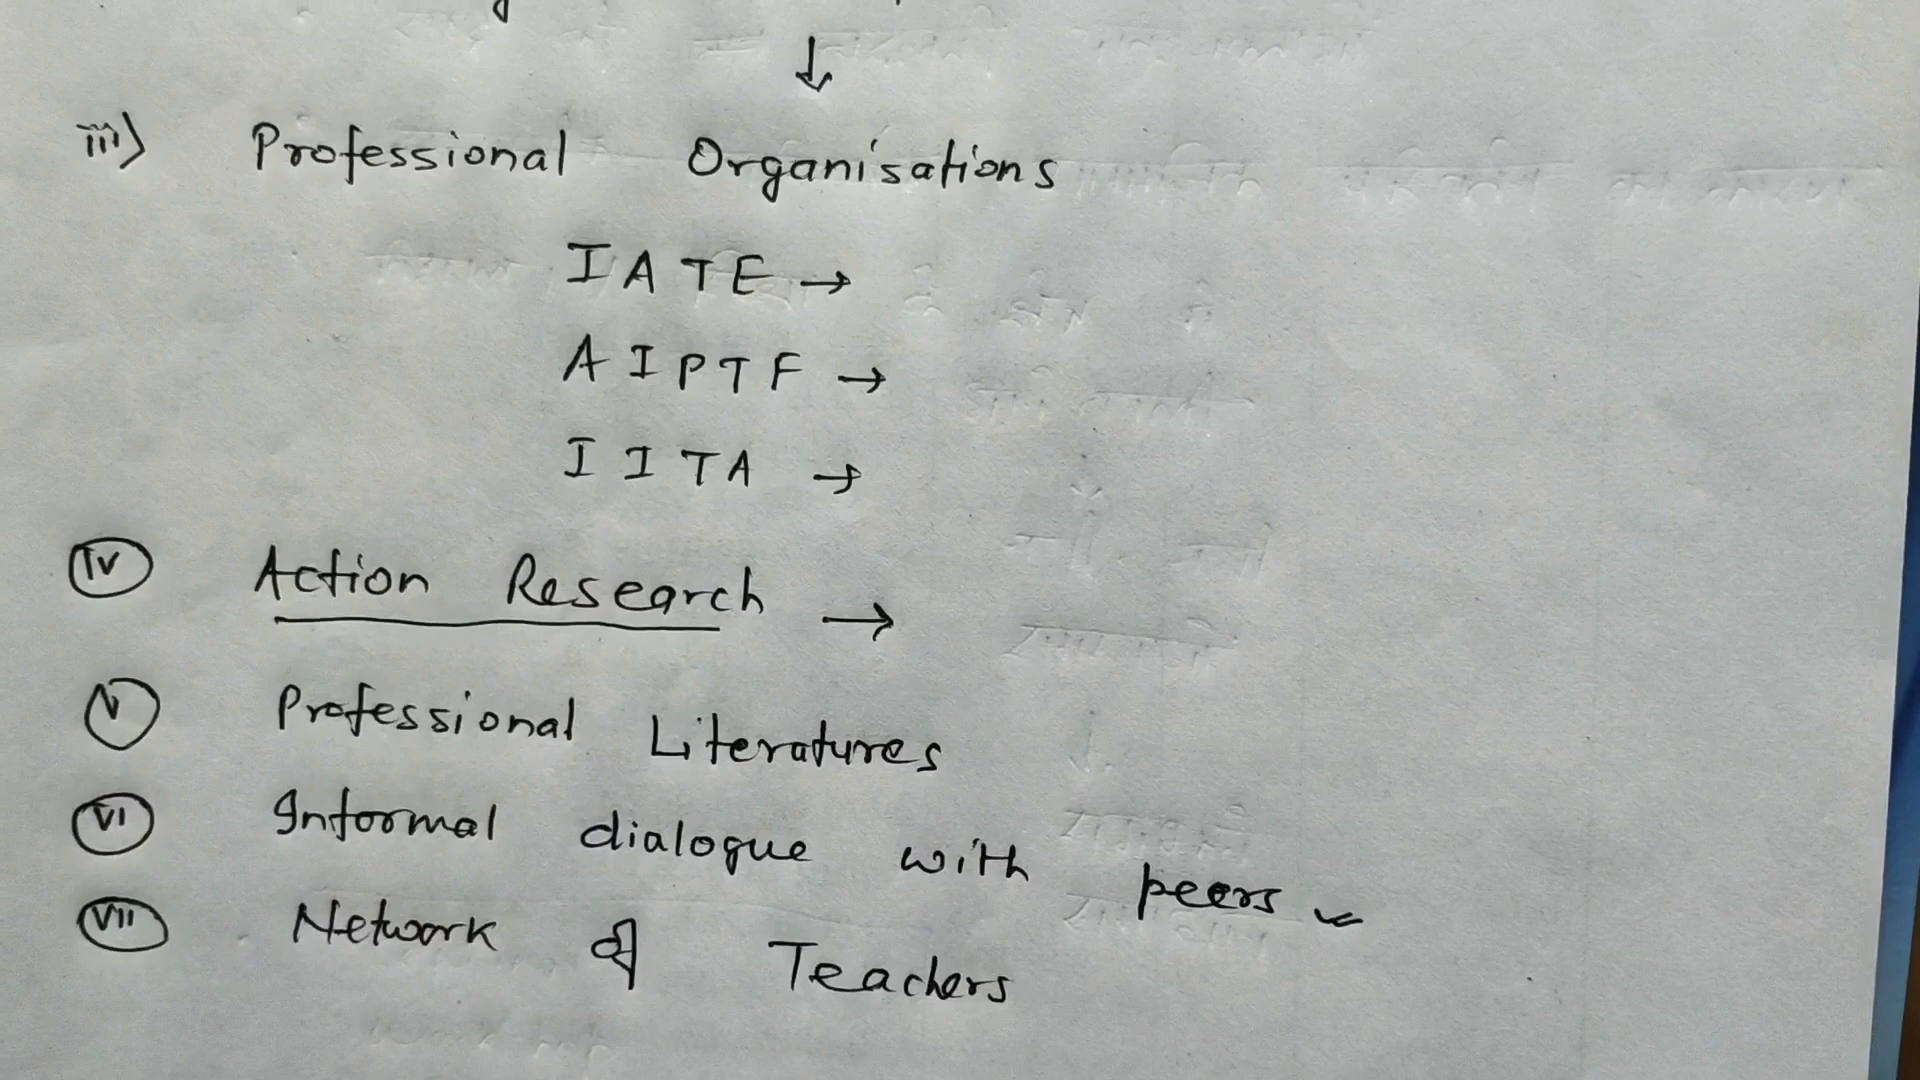 ↓
iii) Professional Organisations
IATE →
AIPTF →
IITA →
iv Action Research →
v Professional Literatures
vi Informal dialogue with peers
vii Network of Teachers